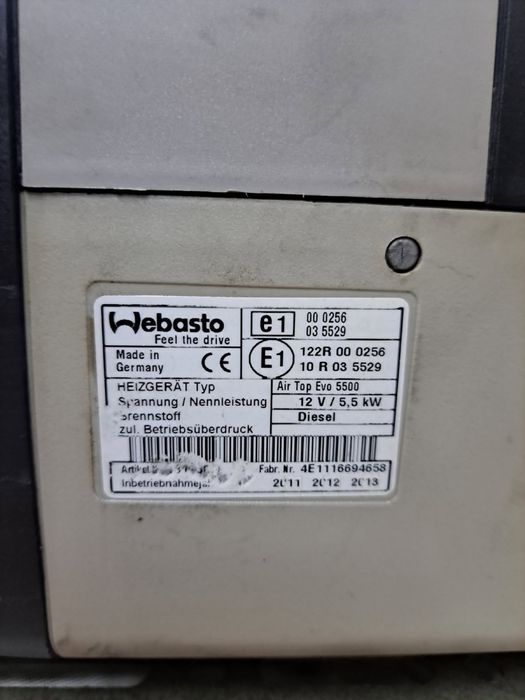 Webasto
Feel the drive
e1
00 0256
03 5529
Made in
Germany
CE
E1
122R 00 0256
10 R 03 5529
HEIZGERÄT Typ
Air Top Evo 5500
Spannung / Nennleistung
12 V / 5,5 kW
Brennstoff
Diesel
zul. Betriebsüberdruck
Fabr. Nr. 4E1116694658
2011 2012 2013